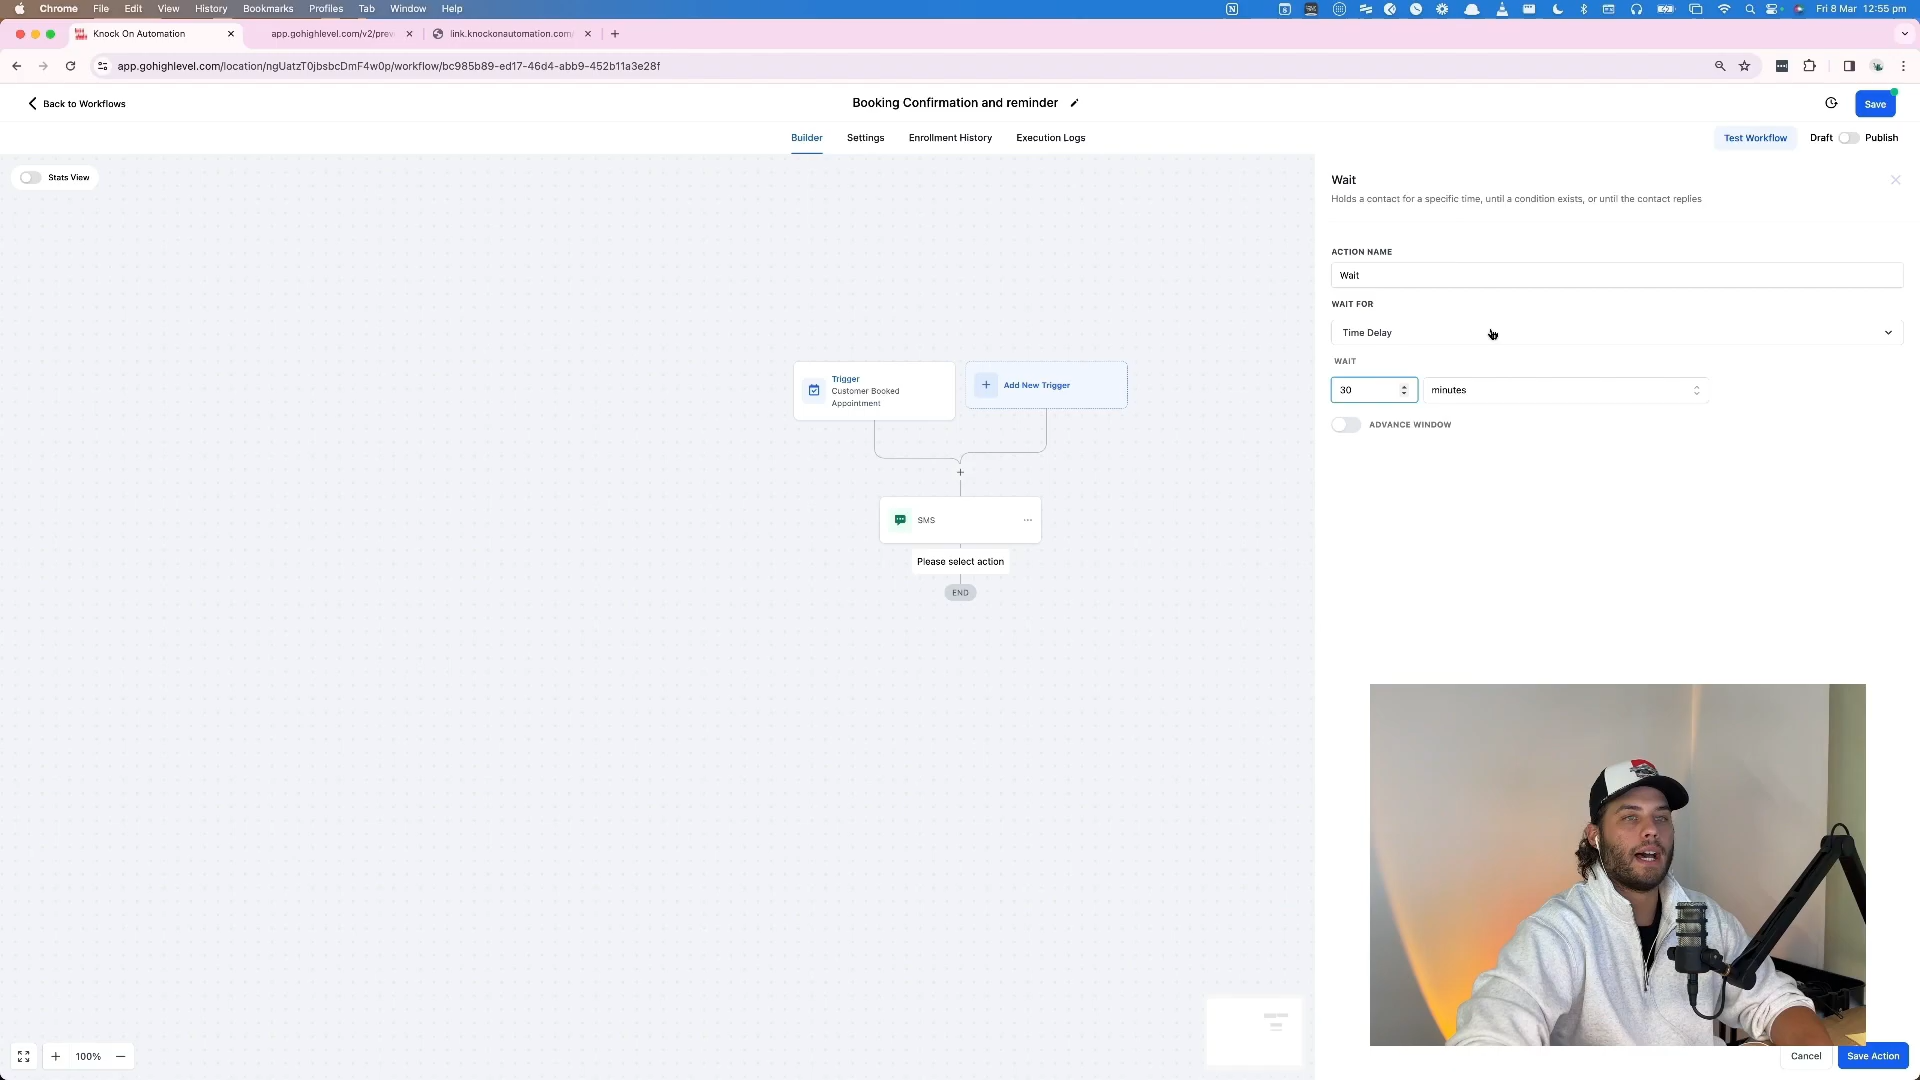 Chrome File Edit View History Bookmarks Profiles Tab Window Help Fri 8 Mar 12:55 pm
Knock On Automation app.gohighlevel.com/v2/prev link.knockonautomation.com
app.gohighlevel.com/location/ngUatzT0jbsbcDmF4w0p/workflow/bc985b89-ed17-46d4-abb9-452b11a3e28f
Back to Workflows Booking Confirmation and reminder Save
Builder Settings Enrollment History Execution Logs Test Workflow Draft Publish
Stats View
Wait
Holds a contact for a specific time, until a condition exists, or until the contact replies
ACTION NAME
Wait
WAIT FOR
Time Delay
WAIT
30 minutes
ADVANCE WINDOW
Trigger
Customer Booked
Appointment
Add New Trigger
SMS
Please select action
END
100%
Cancel Save Action